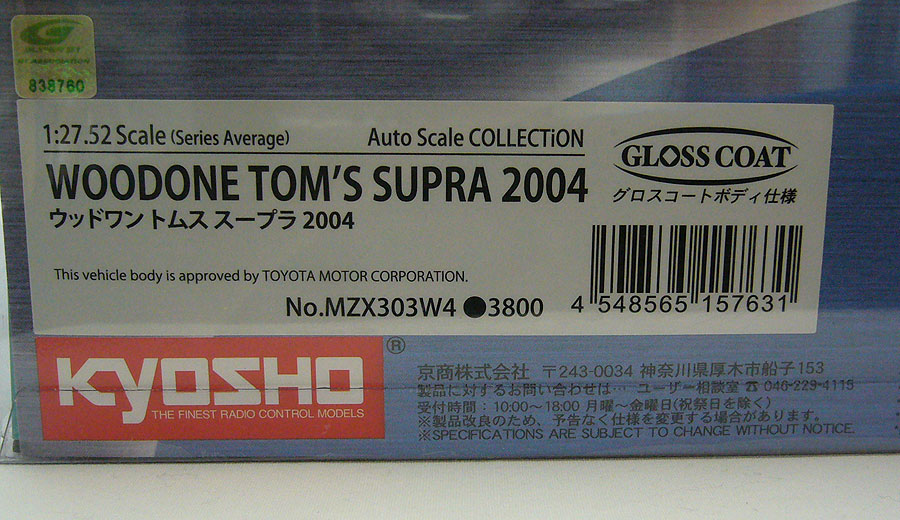 SUPER GT
GT ASSOCIATION
838760
1:27.52 Scale (Series Average)
Auto Scale COLLECTiON
GLOSS COAT
グロスコートボディ仕様
WOODONE TOM'S SUPRA 2004
ウッドワン トムス スープラ 2004
This vehicle body is approved by TOYOTA MOTOR CORPORATION.
No.MZX303W4 ●3800
4 548565 157631
KYOSHO ®
THE FINEST RADIO CONTROL MODELS
京商株式会社 〒243-0034 神奈川県厚木市船子153
製品に対するお問い合わせは… ユーザー相談室 ☎ 046-229-4115
受付時間：10:00〜18:00 月曜〜金曜日(祝祭日を除く)
※製品改良のため、予告なく仕様を変更する場合があります。
※SPECIFICATIONS ARE SUBJECT TO CHANGE WITHOUT NOTICE.